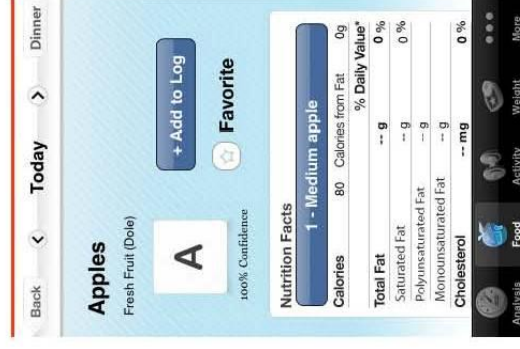 Back < Today > Dinner
Apples
Fresh Fruit (Dole)
A
100% Confidence
+ Add to Log
Favorite
Nutrition Facts
1 - Medium apple
Calories 80 Calories from Fat 0g
% Daily Value*
Total Fat -- g 0 %
Saturated Fat -- g 0 %
Polyunsaturated Fat -- g
Monounsaturated Fat -- g
Cholesterol -- mg 0 %
Analysis Food Activity Weight More